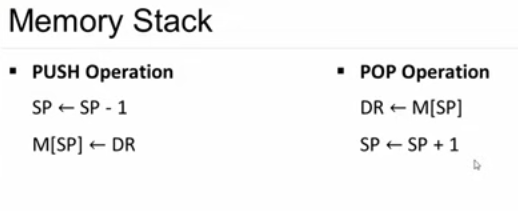 Memory Stack
▪ PUSH Operation
SP ← SP - 1
M[SP] ← DR
▪ POP Operation
DR ← M[SP]
SP ← SP + 1